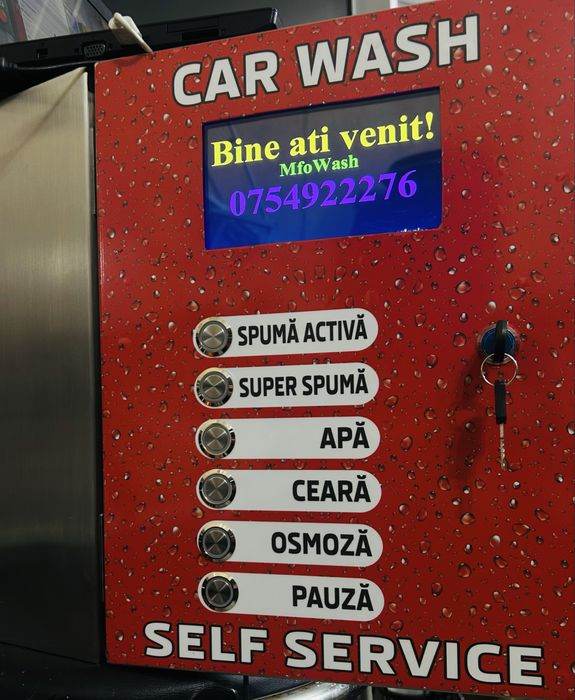 CAR WASH
Bine ati venit!
MfoWash
0754922276
SPUMĂ ACTIVĂ
SUPER SPUMĂ
APĂ
CEARĂ
OSMOZĂ
PAUZĂ
SELF SERVICE